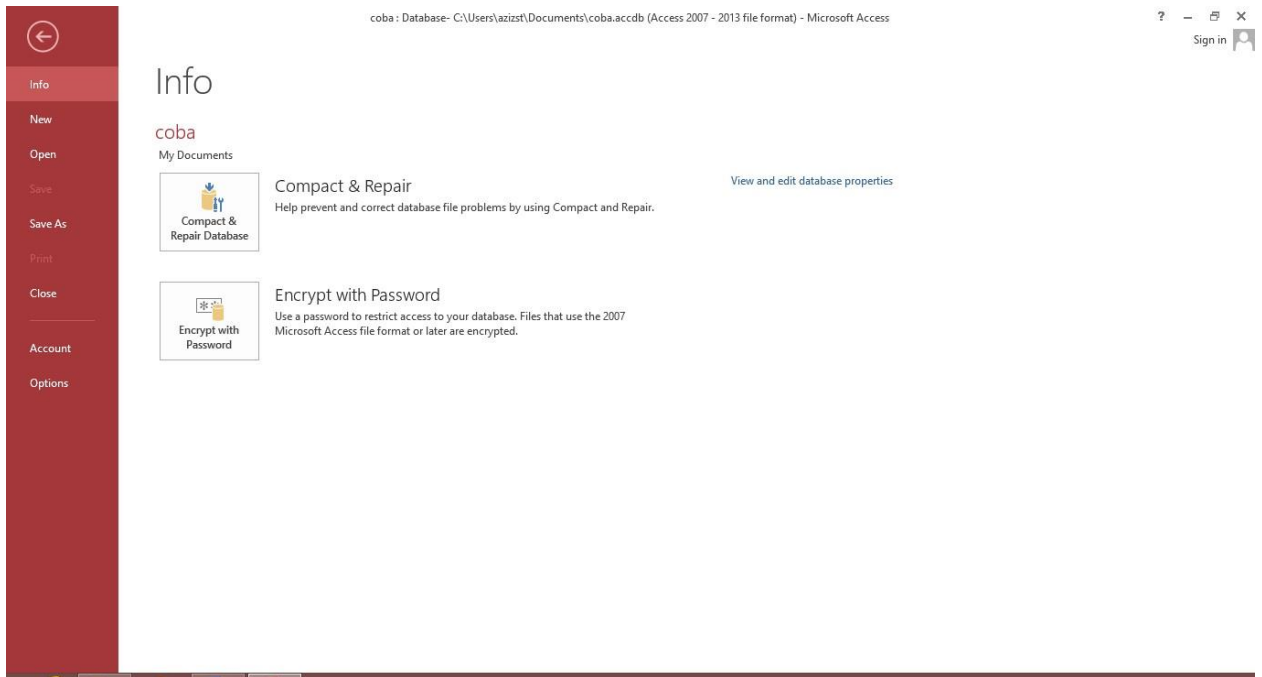 coba : Database- C:\Users\azizst\Documents\coba.accdb (Access 2007 - 2013 file format) - Microsoft Access
?
Sign in
Info
New
Open
Save
Save As
Print
Close
Account
Options
Info
coba
My Documents
Compact &
Repair Database
Compact & Repair
Help prevent and correct database file problems by using Compact and Repair.
View and edit database properties
Encrypt with
Password
Encrypt with Password
Use a password to restrict access to your database. Files that use the 2007
Microsoft Access file format or later are encrypted.